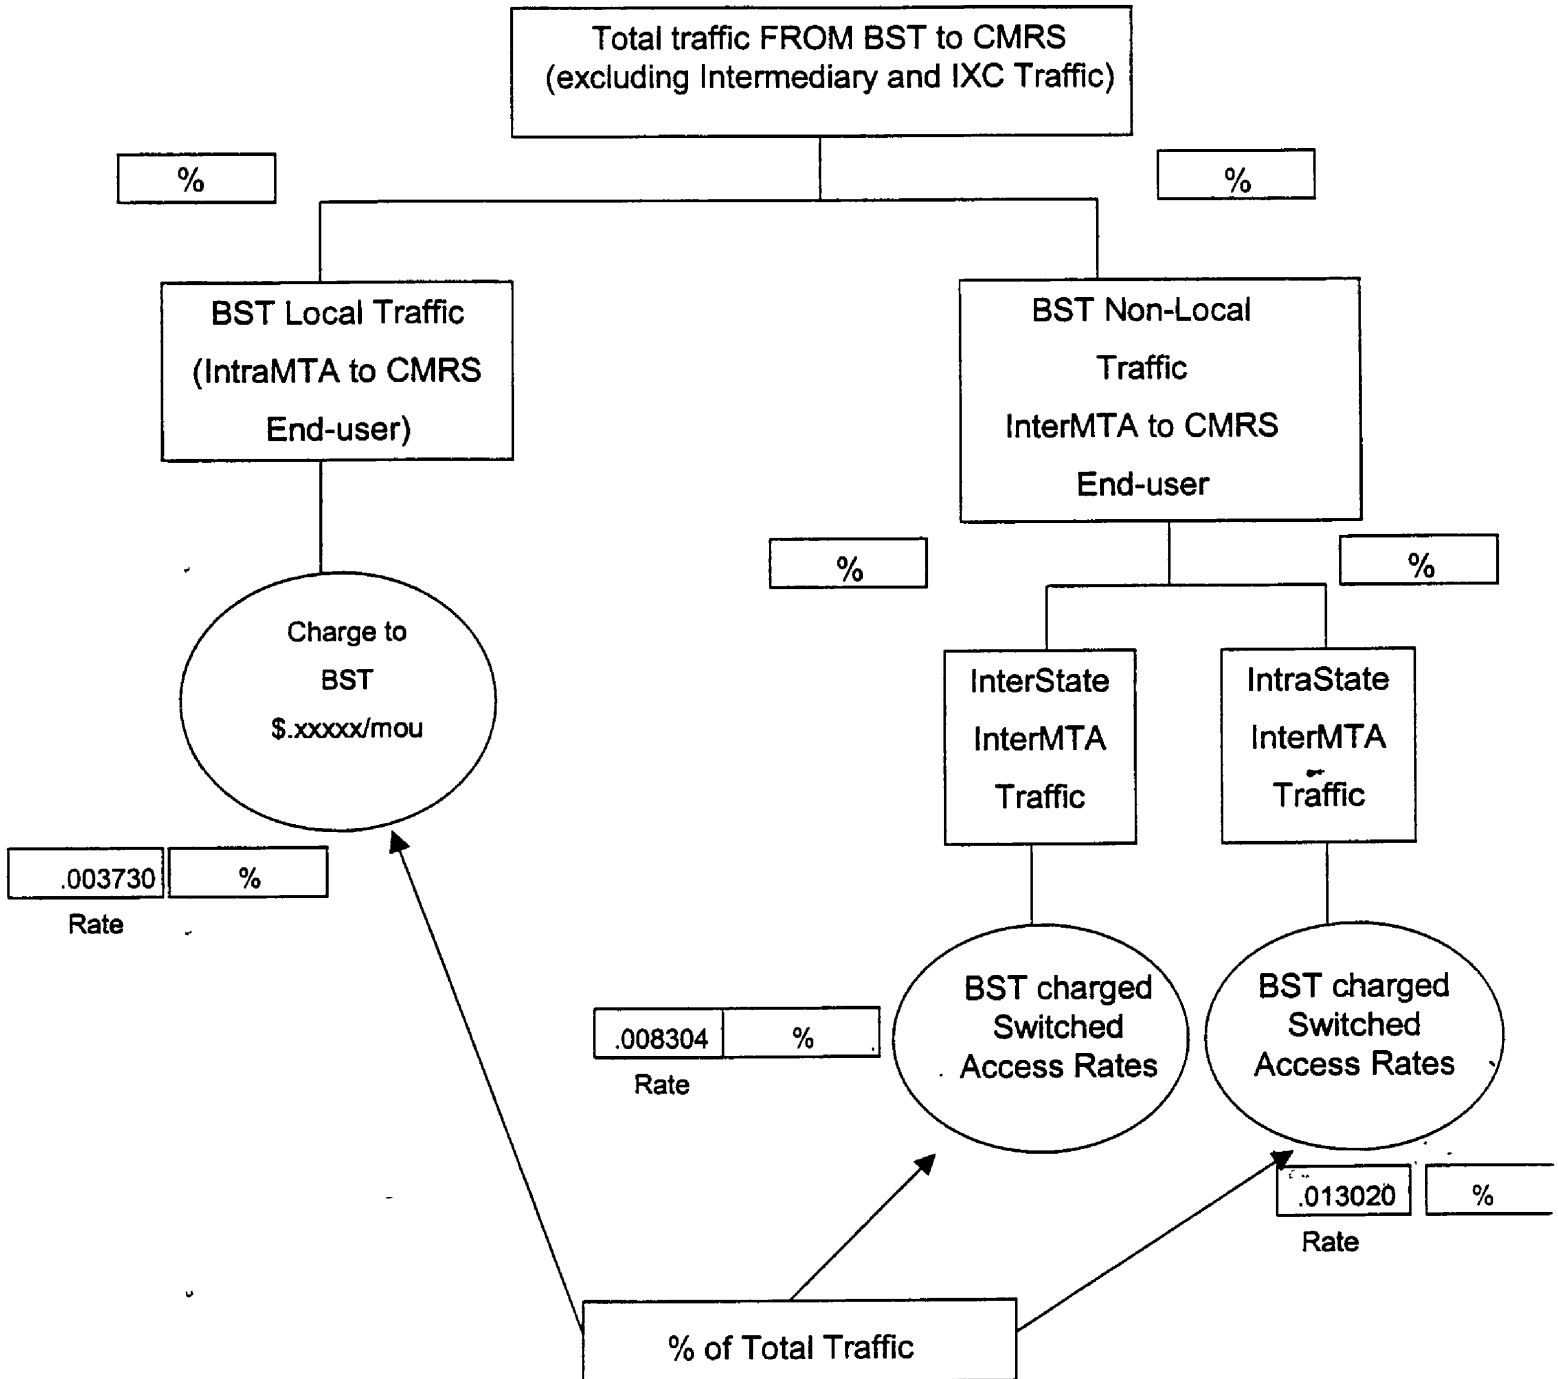 Total traffic FROM BST to CMRS
(excluding Intermediary and IXC Traffic)
%
%
BST Local Traffic
(IntraMTA to CMRS
End-user)
BST Non-Local
Traffic
InterMTA to CMRS
End-user
%
%
Charge to
BST
$.xxxxx/mou
InterState
InterMTA
Traffic
IntraState
InterMTA
Traffic
.003730
%
Rate
BST charged
Switched
Access Rates
BST charged
Switched
Access Rates
.008304
%
Rate
.013020
%
Rate
% of Total Traffic